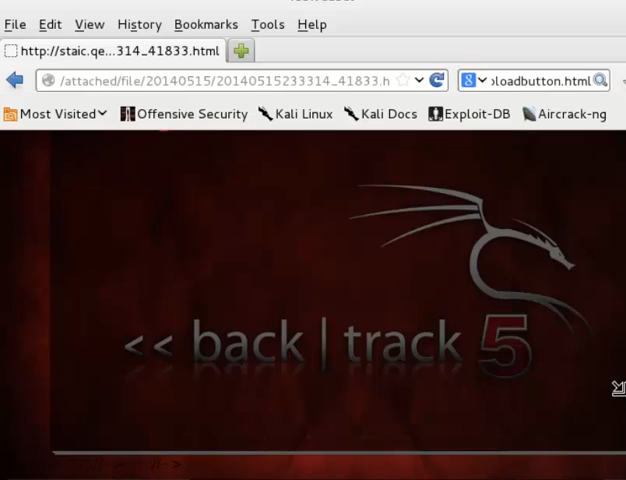 File Edit View History Bookmarks Tools Help
http://staic.qe...314_41833.html
/attached/file/20140515/20140515233314_41833.h
8 loadbutton.html
Most Visited Offensive Security Kali Linux Kali Docs Exploit-DB Aircrack-ng
<< back | track 5